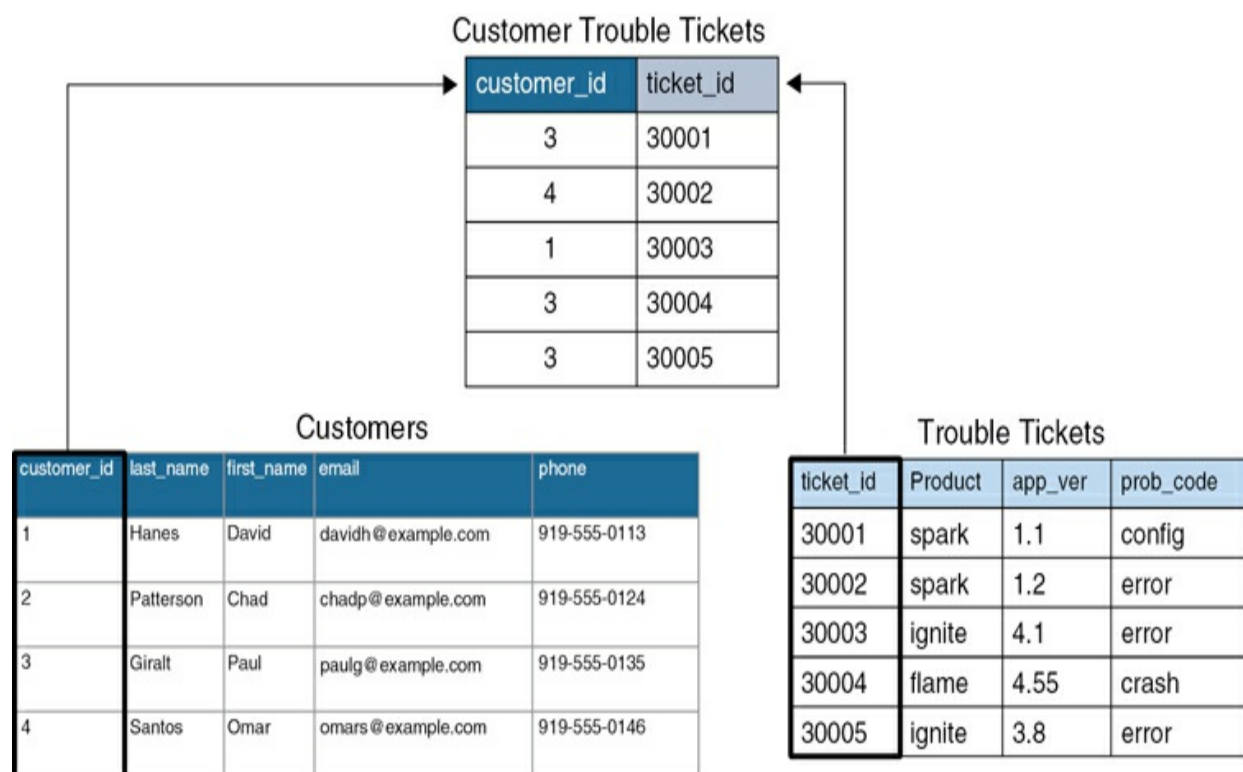 Customer Trouble Tickets
customer_id ticket_id
3 30001
4 30002
1 30003
3 30004
3 30005
Customers
customer_id last_name first_name email phone
1 Hanes David davidh@example.com 919-555-0113
2 Patterson Chad chadp@example.com 919-555-0124
3 Giralt Paul paulg@example.com 919-555-0135
4 Santos Omar omars@example.com 919-555-0146
Trouble Tickets
ticket_id Product app_ver prob_code
30001 spark 1.1 config
30002 spark 1.2 error
30003 ignite 4.1 error
30004 flame 4.55 crash
30005 ignite 3.8 error